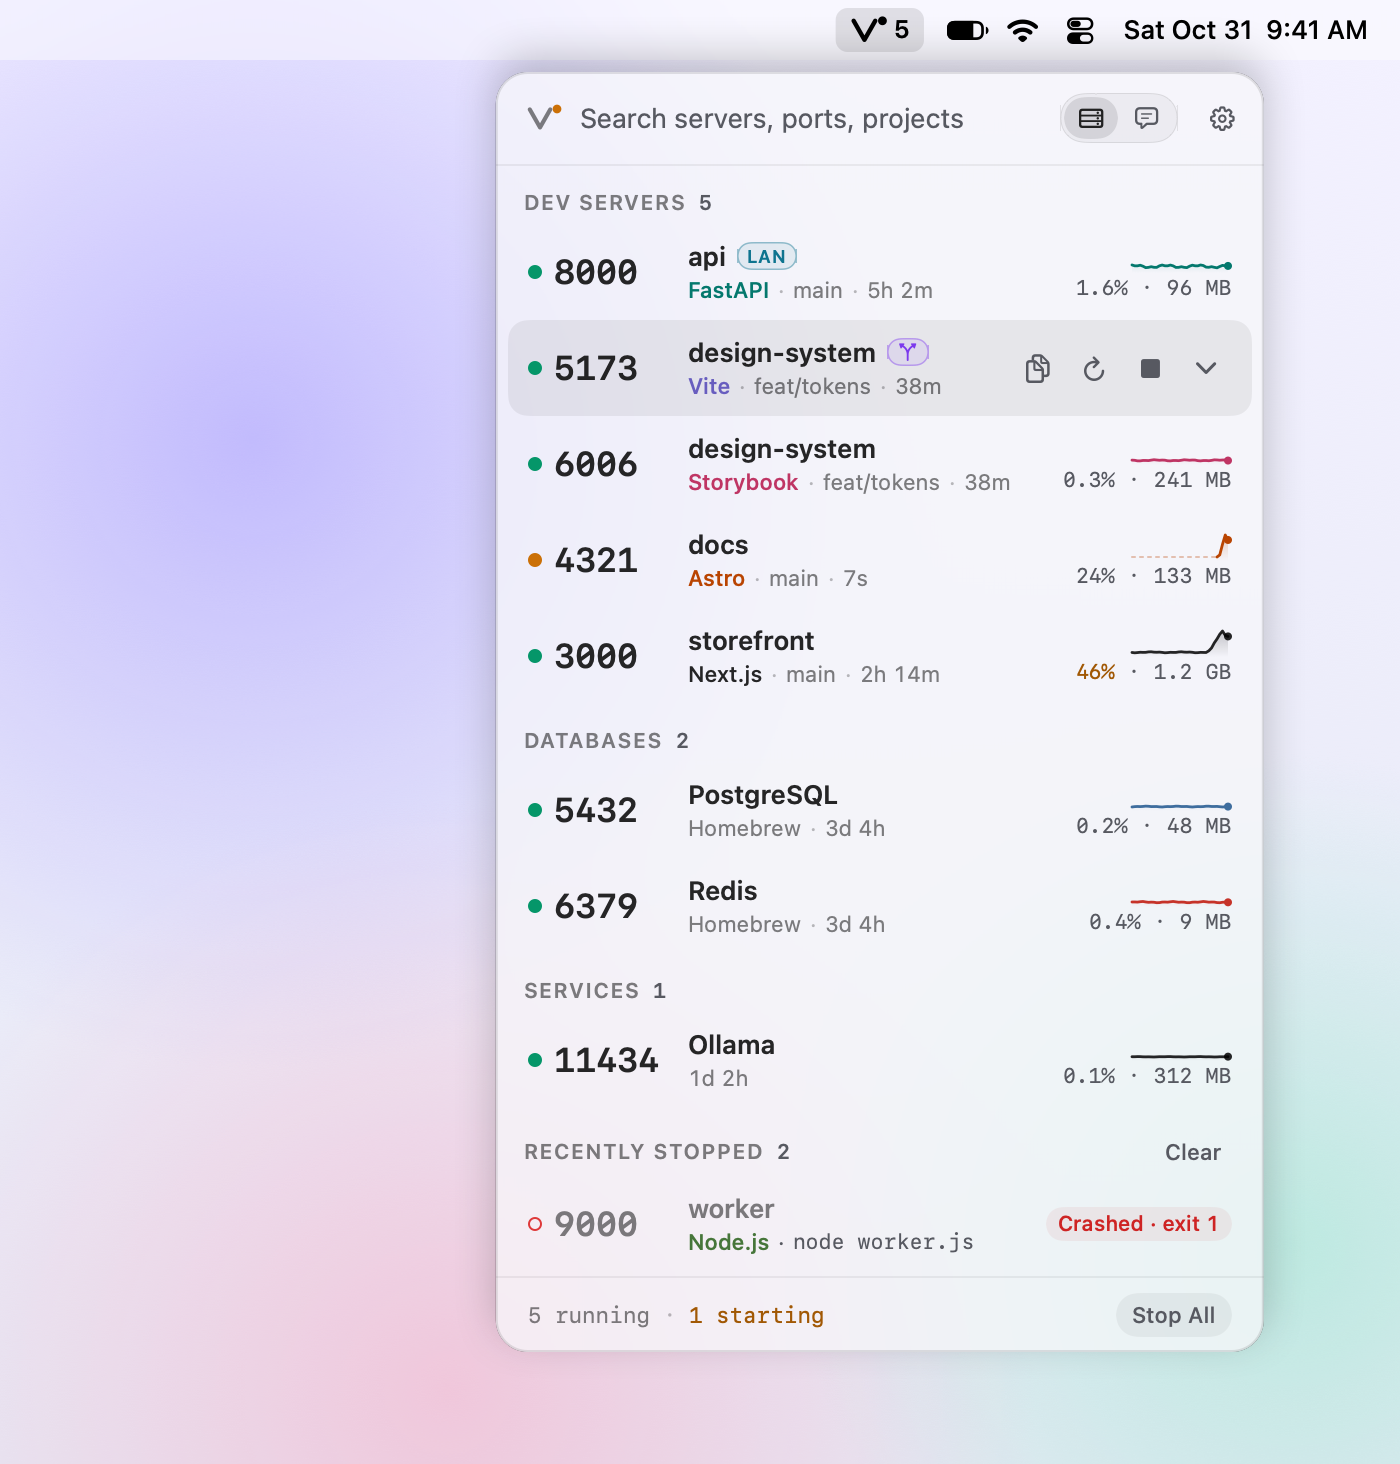 5 Sat Oct 31 9:41 AM
Search servers, ports, projects
DEV SERVERS 5
8000 api LAN
FastAPI · main · 5h 2m
1.6% · 96 MB
5173 design-system
Vite · feat/tokens · 38m
6006 design-system
Storybook · feat/tokens · 38m
0.3% · 241 MB
4321 docs
Astro · main · 7s
24% · 133 MB
3000 storefront
Next.js · main · 2h 14m
46% · 1.2 GB
DATABASES 2
5432 PostgreSQL
Homebrew · 3d 4h
0.2% · 48 MB
6379 Redis
Homebrew · 3d 4h
0.4% · 9 MB
SERVICES 1
11434 Ollama
1d 2h
0.1% · 312 MB
RECENTLY STOPPED 2 Clear
9000 worker
Node.js · node worker.js
Crashed · exit 1
5 running · 1 starting Stop All